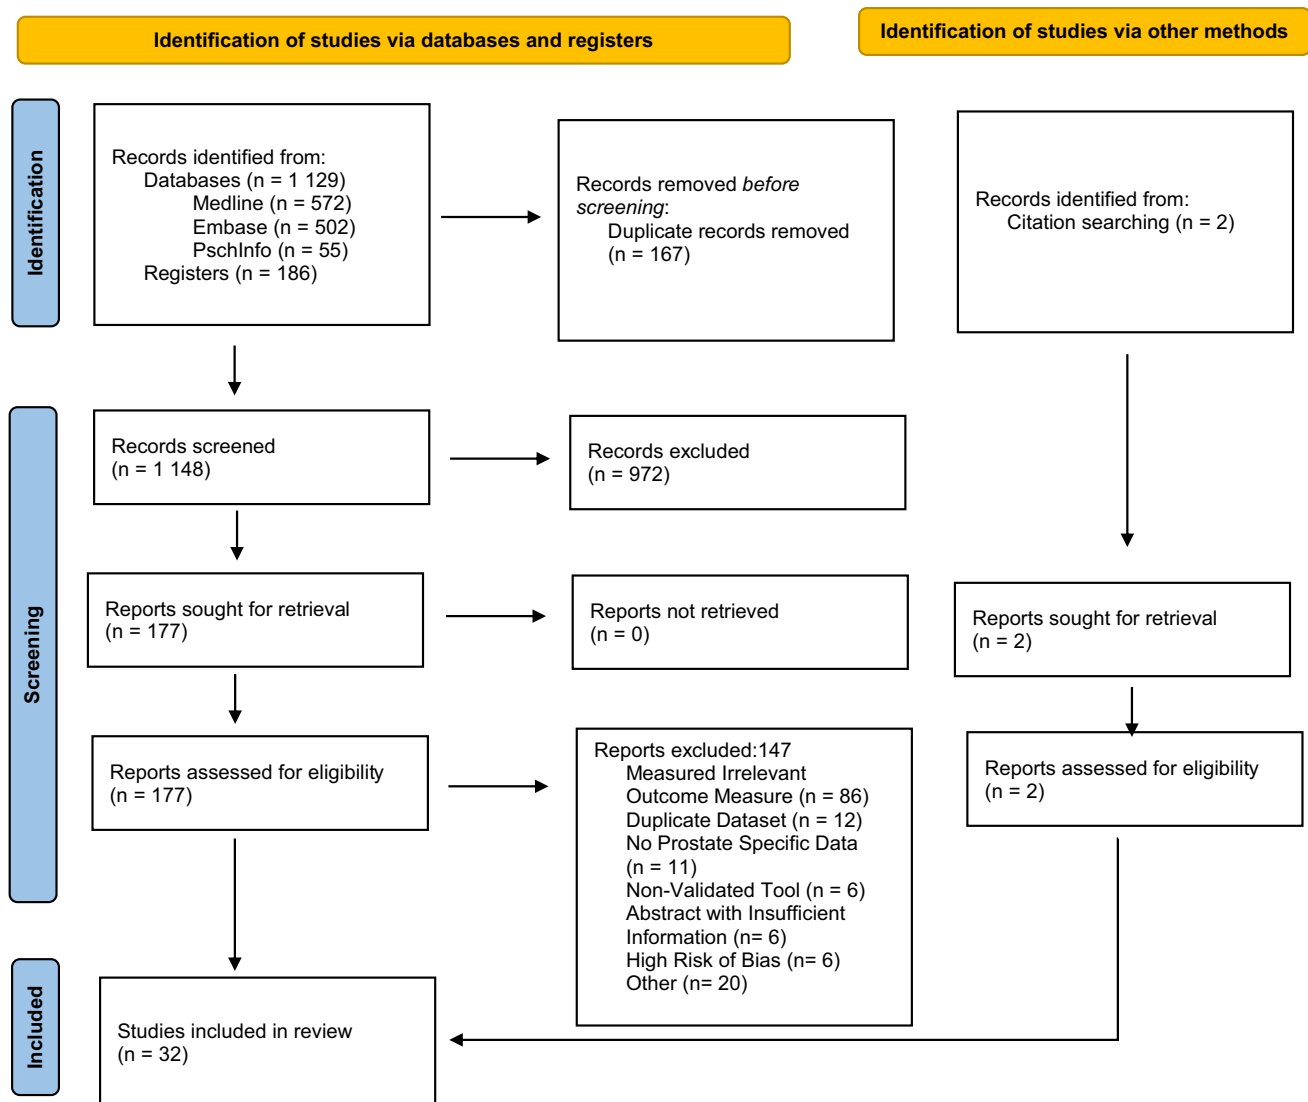 Identification of studies via databases and registers
Identification of studies via other methods
Identification
Records identified from:
Databases (n = 1 129)
Medline (n = 572)
Embase (n = 502)
PschInfo (n = 55)
Registers (n = 186)
Records removed before
screening:
Duplicate records removed
(n = 167)
Records identified from:
Citation searching (n = 2)
Screening
Records screened
(n = 1 148)
Records excluded
(n = 972)
Reports sought for retrieval
(n = 177)
Reports not retrieved
(n = 0)
Reports sought for retrieval
(n = 2)
Reports assessed for eligibility
(n = 177)
Reports excluded:147
Measured Irrelevant
Outcome Measure (n = 86)
Duplicate Dataset (n = 12)
No Prostate Specific Data
(n = 11)
Non-Validated Tool (n = 6)
Abstract with Insufficient
Information (n= 6)
High Risk of Bias (n= 6)
Other (n= 20)
Reports assessed for eligibility
(n = 2)
Included
Studies included in review
(n = 32)